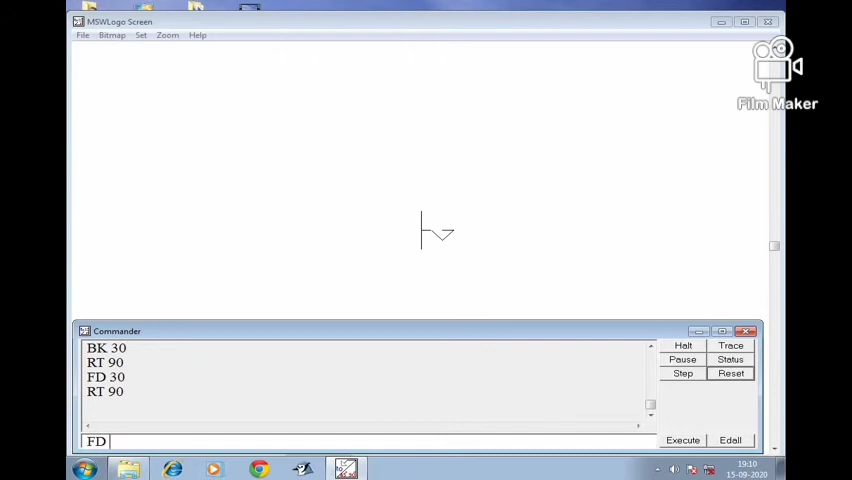 MSWLogo Screen
File Bitmap Set Zoom Help
Film Maker
Commander
BK 30
RT 90
FD 30
RT 90
Halt Trace
Pause Status
Step Reset
FD
Execute Edall
19:10
15-09-2020